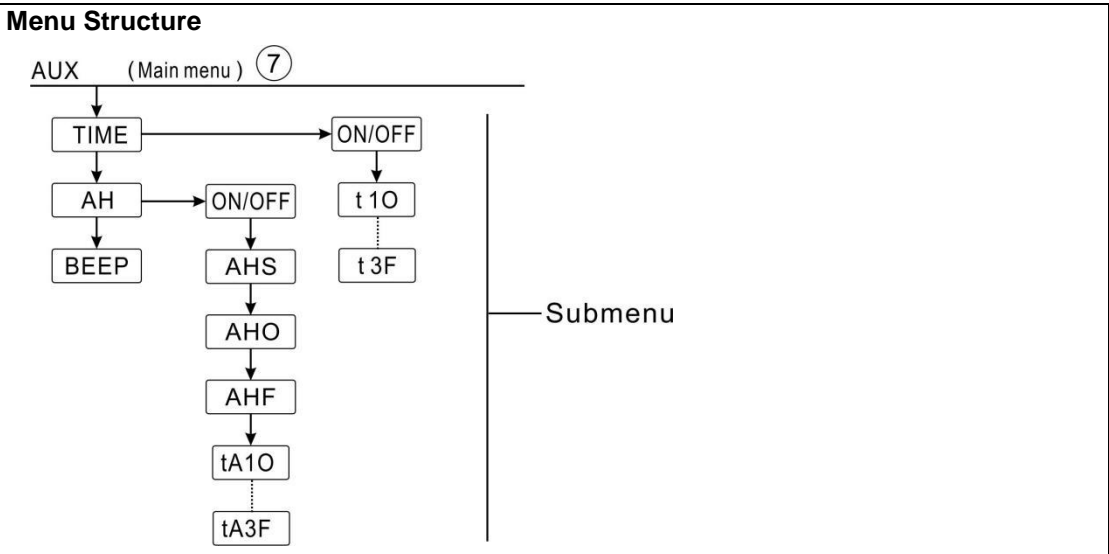 Menu Structure
AUX (Main menu) 7
TIME ON/OFF
AH ON/OFF t 1O
BEEP AHS t 3F
Submenu
AHO
AHF
tA1O
tA3F